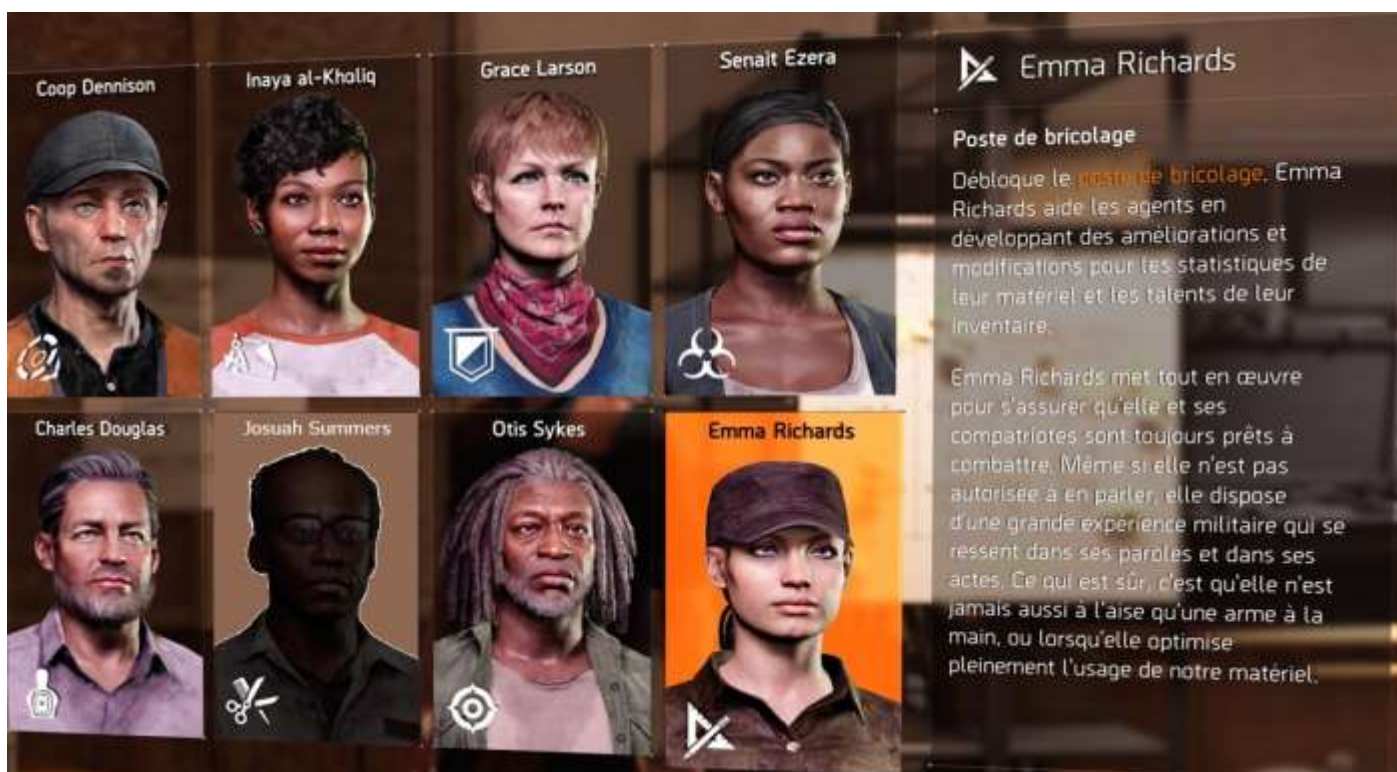 Coop Dennison
Inaya al-Khaliq
Grace Larson
Senait Ezera
Charles Douglas
Josuah Summers
Otis Sykes
Emma Richards
Emma Richards
Poste de bricolage
Débloque le poste de bricolage. Emma
Richards aide les agents en
développant des améliorations et
modifications pour les statistiques de
leur matériel et les talents de leur
inventaire.
Emma Richards met tout en œuvre
pour s'assurer qu'elle et ses
compatriotes sont toujours prêts à
combattre. Même si elle n'est pas
autorisée à en parler, elle dispose
d'une grande expérience militaire qui se
ressent dans ses paroles et dans ses
actes. Ce qui est sûr, c'est qu'elle n'est
jamais aussi à l'aise qu'une arme à la
main, ou lorsqu'elle optimise
pleinement l'usage de notre matériel.